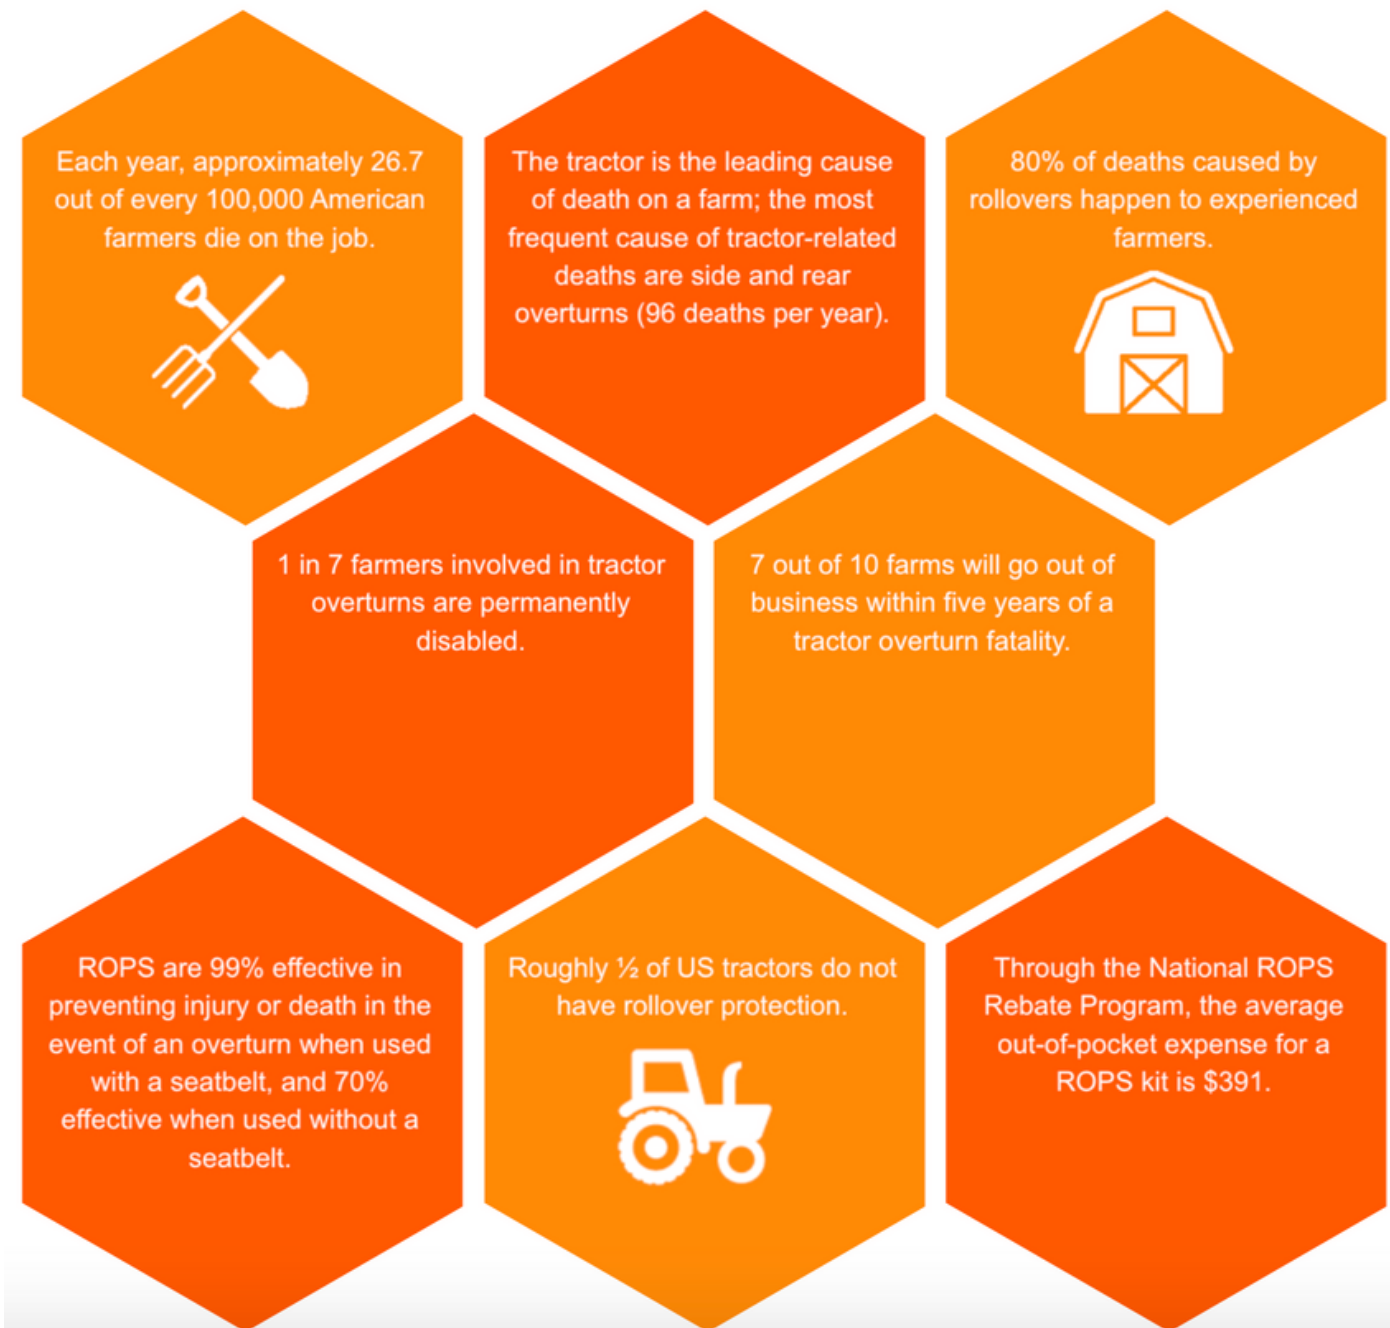 Each year, approximately 26.7
out of every 100,000 American
farmers die on the job.
The tractor is the leading cause
of death on a farm; the most
frequent cause of tractor-related
deaths are side and rear
overturns (96 deaths per year).
80% of deaths caused by
rollovers happen to experienced
farmers.
1 in 7 farmers involved in tractor
overturns are permanently
disabled.
7 out of 10 farms will go out of
business within five years of a
tractor overturn fatality.
ROPS are 99% effective in
preventing injury or death in the
event of an overturn when used
with a seatbelt, and 70%
effective when used without a
seatbelt.
Roughly ½ of US tractors do not
have rollover protection.
Through the National ROPS
Rebate Program, the average
out-of-pocket expense for a
ROPS kit is $391.